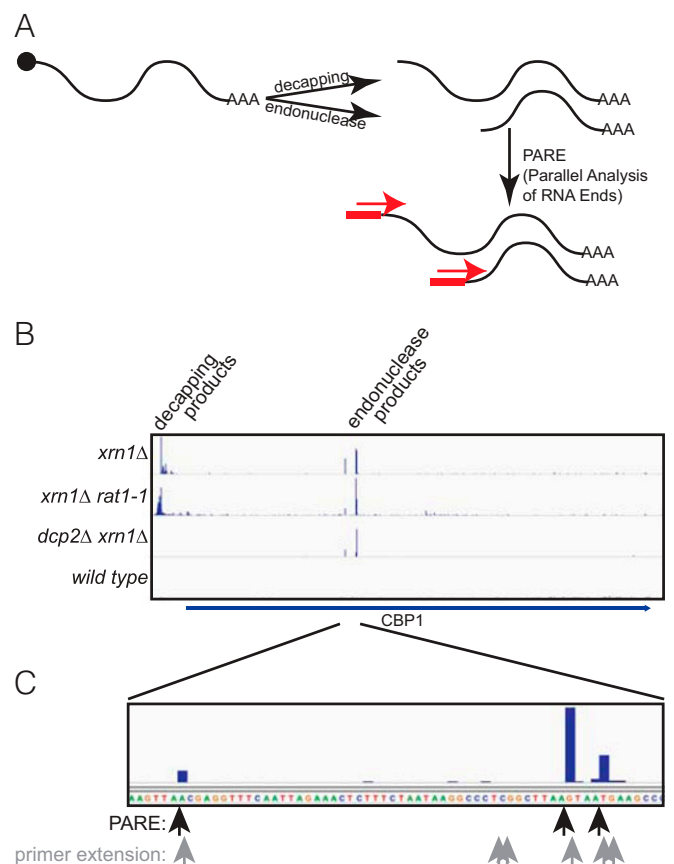 A
AAA
decapping
endonuclease
AAA
AAA
PARE
(Parallel Analysis
of RNA Ends)
AAA
AAA
B
decapping
products
endonuclease
products
xrn1Δ
xrn1Δ rat1-1
dcp2Δ xrn1Δ
wild type
CBP1
C
AAGTTAACGAGGTTTCAATTAGAAACTCTTTCTAATAAGGCCCTCGGCTTAAGTAATGAAGCCC
PARE:
primer extension: